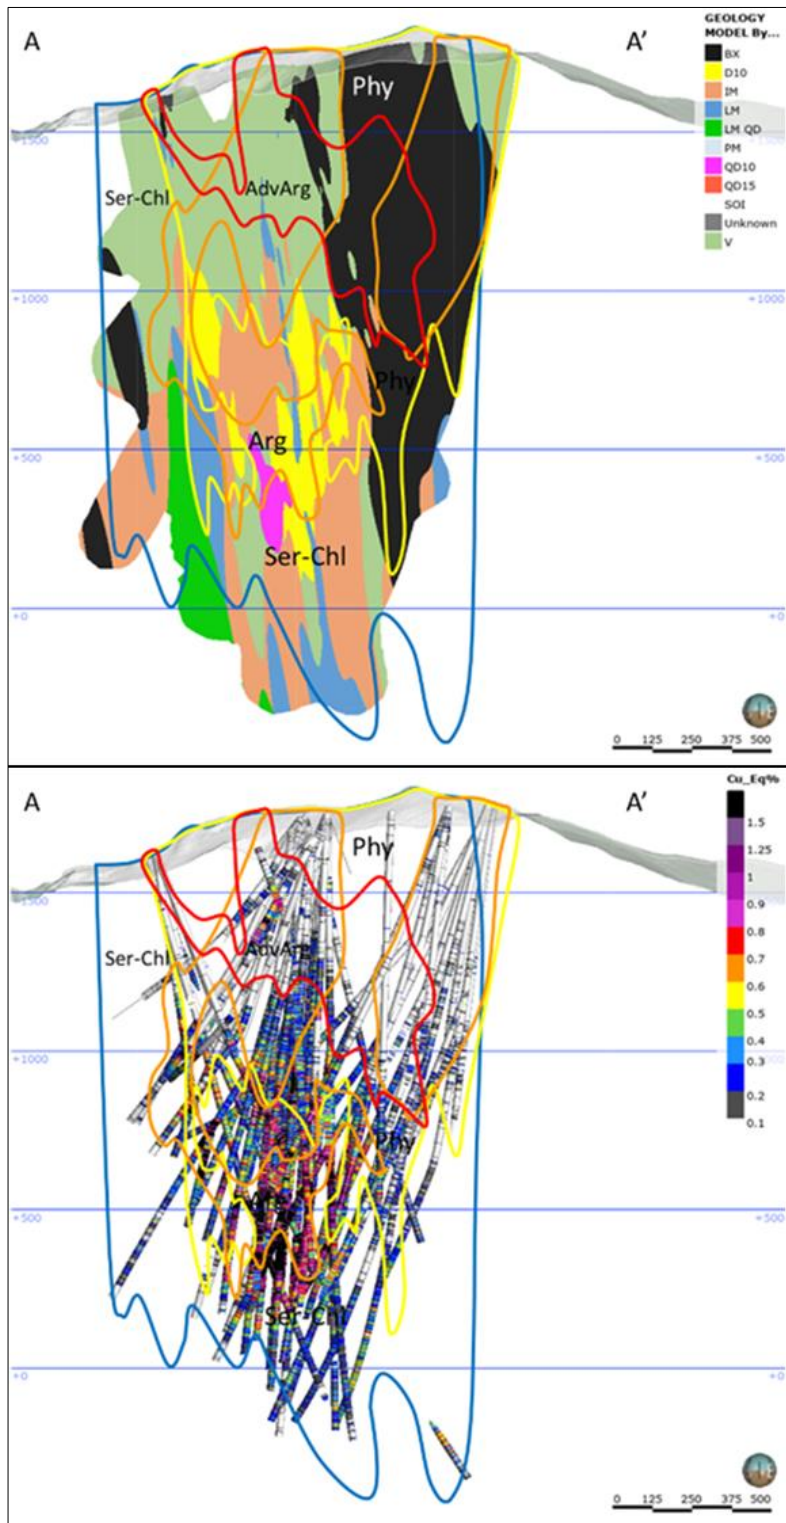 A
A'
GEOLOGY
MODEL By...
BX
D10
IM
LM
LM QD
PM
QD10
QD15
SOI
Unknown
V
Phy
+1500
Ser-Chl
AdvArg
+1000
+1000
Phy
Arg
+500
+500
Ser-Chl
+0
+0
0 125 250 375 500
A
A'
Cu_Eq%
1.5
1.25
1
0.9
0.8
0.7
0.6
0.5
0.4
0.3
0.2
0.1
Phy
+1500
Ser-Chl
AdvArg
+1000
+1000
Phy
Arg
+500
+500
Ser-Chl
+0
+0
0 125 250 375 500